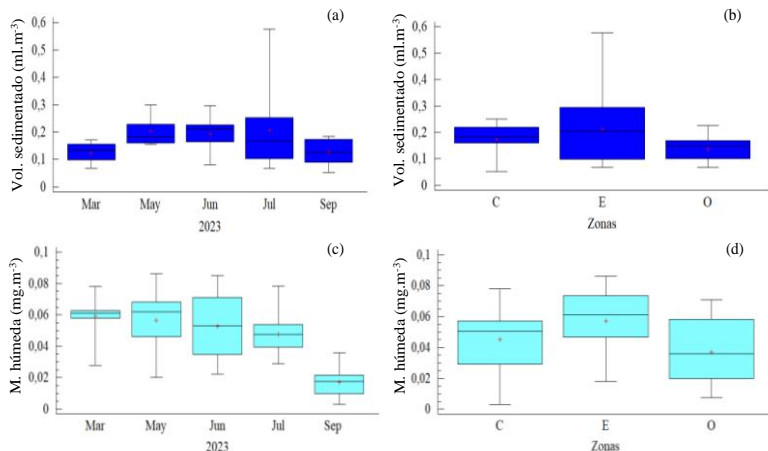 (a)
Vol. sedimentado (ml.m⁻³)
0,6
0,5
0,4
0,3
0,2
0,1
0
Mar May Jun Jul Sep
2023
(b)
Vol. sedimentado (ml.m⁻³)
0,6
0,5
0,4
0,3
0,2
0,1
0
C E O
Zonas
(c)
M. húmeda (mg.m⁻³)
0,1
0,08
0,06
0,04
0,02
0
Mar May Jun Jul Sep
2023
(d)
M. húmeda (mg.m⁻³)
0,1
0,08
0,06
0,04
0,02
0
C E O
Zonas